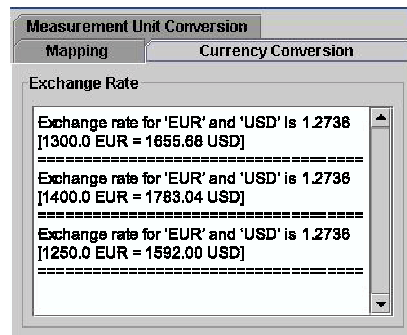 Measurement Unit Conversion
Mapping
Currency Conversion
Exchange Rate
Exchange rate for 'EUR' and 'USD' is 1.2736
[1300.0 EUR = 1655.68 USD]
=====================================
Exchange rate for 'EUR' and 'USD' is 1.2736
[1400.0 EUR = 1783.04 USD]
=====================================
Exchange rate for 'EUR' and 'USD' is 1.2736
[1250.0 EUR = 1592.00 USD]
=====================================